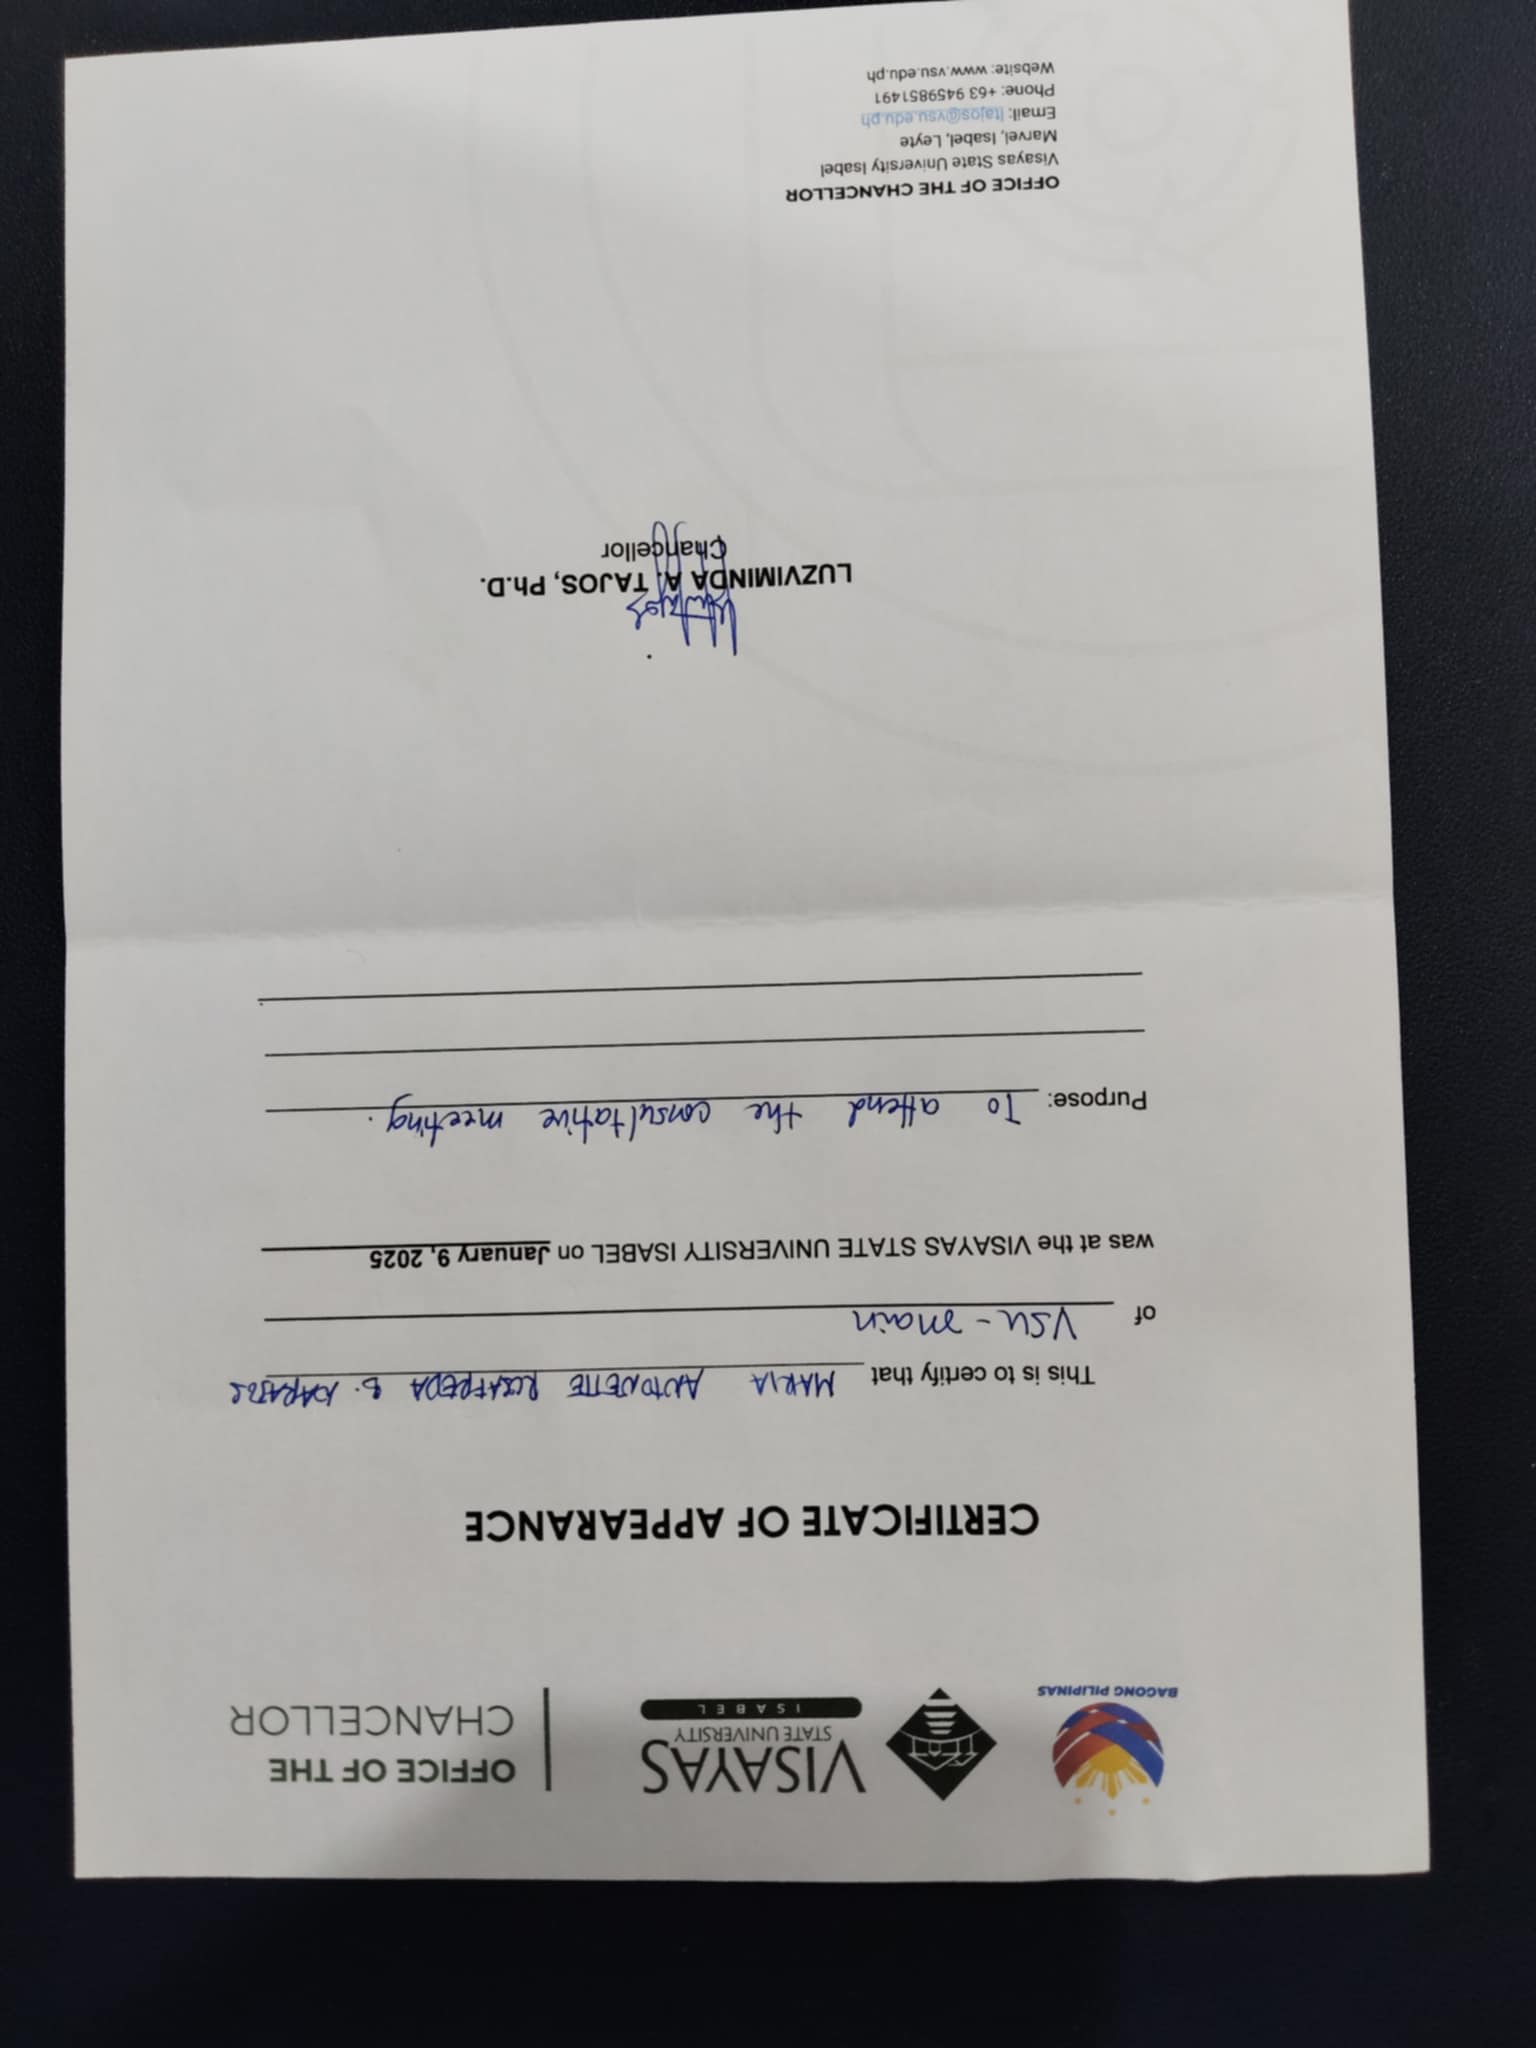 BAGONG PILIPINAS
VISAYAS
STATE UNIVERSITY
ISABEL
OFFICE OF THE
CHANCELLOR
CERTIFICATE OF APPEARANCE
This is to certify that MARIA ANTONETTE ROSAFREDA B.
of VSU - main
was at the VISAYAS STATE UNIVERSITY ISABEL on January 9, 2025
Purpose: To attend the consultative meeting.
LUZVIMINDA A. TAJOS, Ph.D.
Chancellor
OFFICE OF THE CHANCELLOR
Visayas State University Isabel
Marvel, Isabel, Leyte
Email: ltajos@vsu.edu.ph
Phone: +63 9459851491
Website: www.vsu.edu.ph